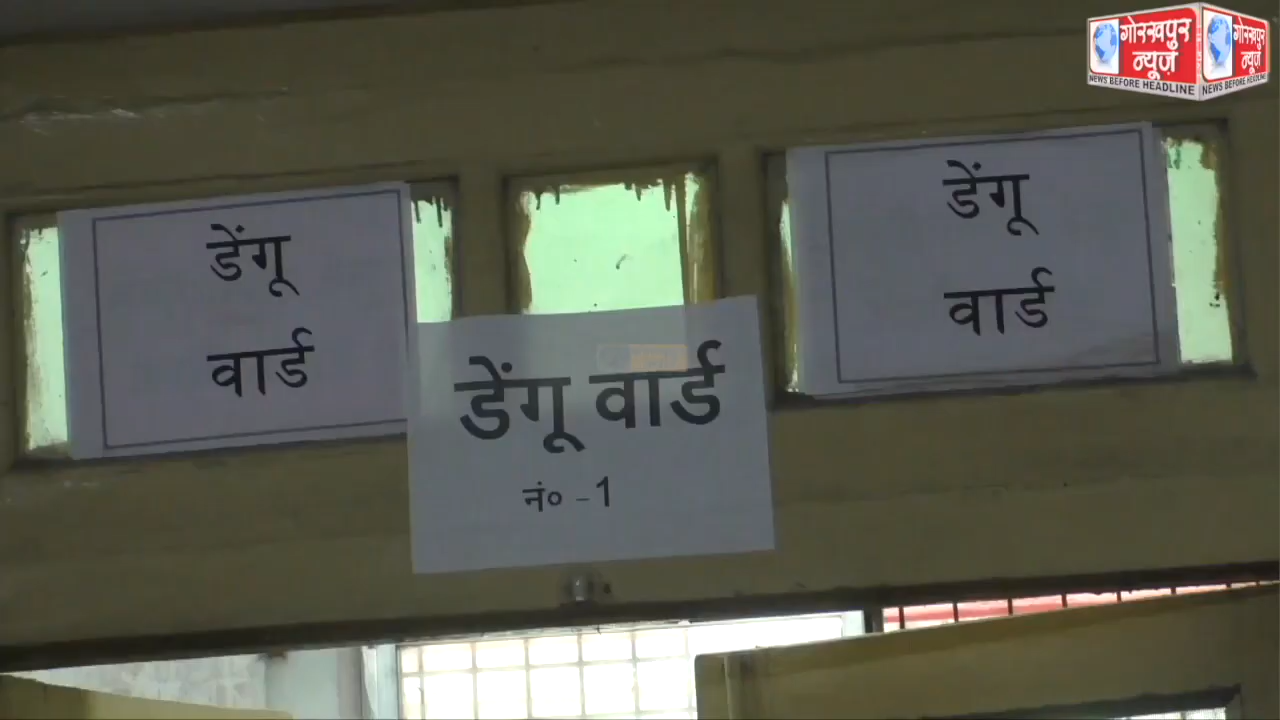 गोरखपुर
न्यूज़
NEWS BEFORE HEADLINE
गोरखपुर
न्यूज़
NEWS BEFORE HEADLINE
डेंगू
वार्ड
डेंगू वार्ड
नं० -1
डेंगू
वार्ड